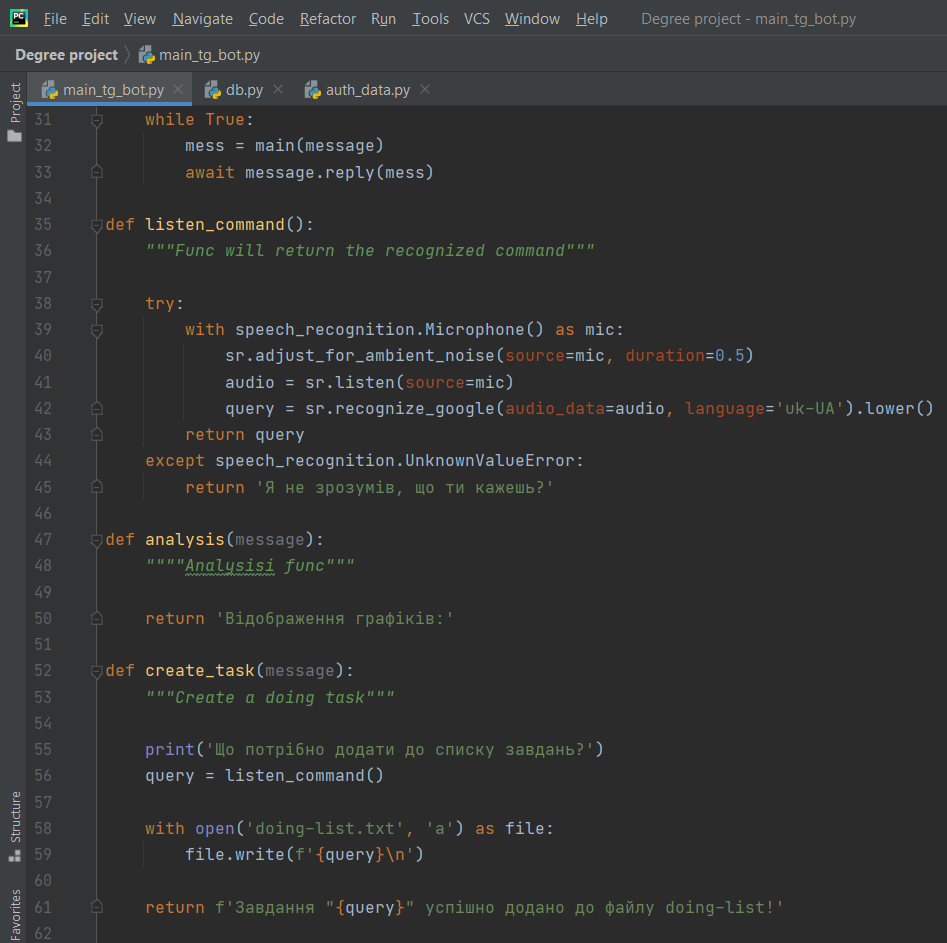 PC File Edit View Navigate Code Refactor Run Tools VCS Window Help Degree project - main_tg_bot.py
Degree project main_tg_bot.py
Project
main_tg_bot.py db.py auth_data.py
31 while True:
32 mess = main(message)
33 await message.reply(mess)
34
35 def listen_command():
36 """Func will return the recognized command"""
37
38 try:
39 with speech_recognition.Microphone() as mic:
40 sr.adjust_for_ambient_noise(source=mic, duration=0.5)
41 audio = sr.listen(source=mic)
42 query = sr.recognize_google(audio_data=audio, language='uk-UA').lower()
43 return query
44 except speech_recognition.UnknownValueError:
45 return 'Я не зрозумів, що ти кажешь?'
46
47 def analysis(message):
48 """"Analysisi func"""
49
50 return 'Відображення графіків:'
51
52 def create_task(message):
53 """Create a doing task"""
54
55 print('Що потрібно додати до списку завдань?')
56 query = listen_command()
57
58 with open('doing-list.txt', 'a') as file:
59 file.write(f'{query}\n')
60
61 return f'Завдання "{query}" успішно додано до файлу doing-list!'
62
Structure
Favorites